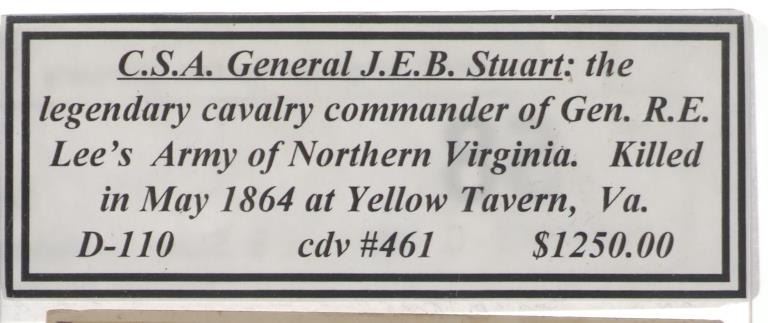 C.S.A. General J.E.B. Stuart; the
legendary cavalry commander of Gen. R.E.
Lee's Army of Northern Virginia. Killed
in May 1864 at Yellow Tavern, Va.
D-110 cdv #461 $1250.00